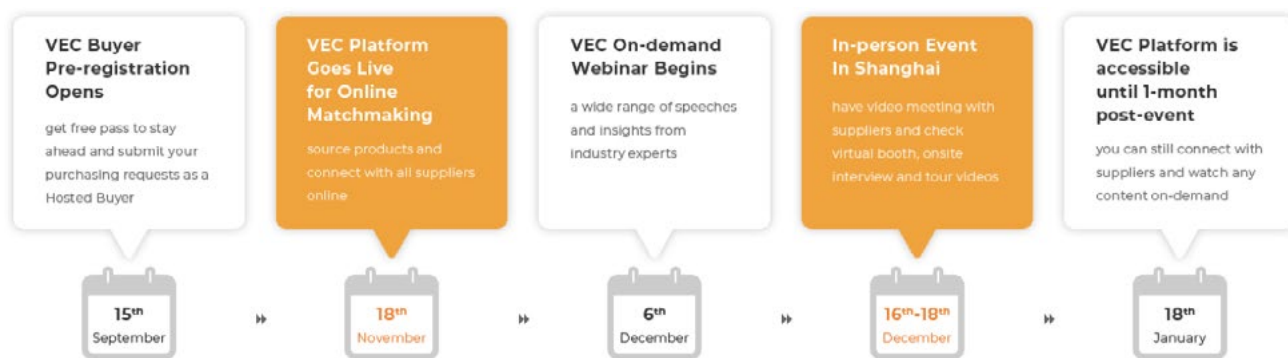 VEC Buyer
Pre-registration
Opens
get free pass to stay
ahead and submit your
purchasing requests as a
Hosted Buyer
15th
September
VEC Platform
Goes Live
for Online
Matchmaking
source products and
connect with all suppliers
online
18th
November
VEC On-demand
Webinar Begins
a wide range of speeches
and insights from
industry experts
6th
December
In-person Event
In Shanghai
have video meeting with
suppliers and check
virtual booth, onsite
interview and tour videos
16th-18th
December
VEC Platform is
accessible
until 1-month
post-event
you can still connect with
suppliers and watch any
content on-demand
18th
January